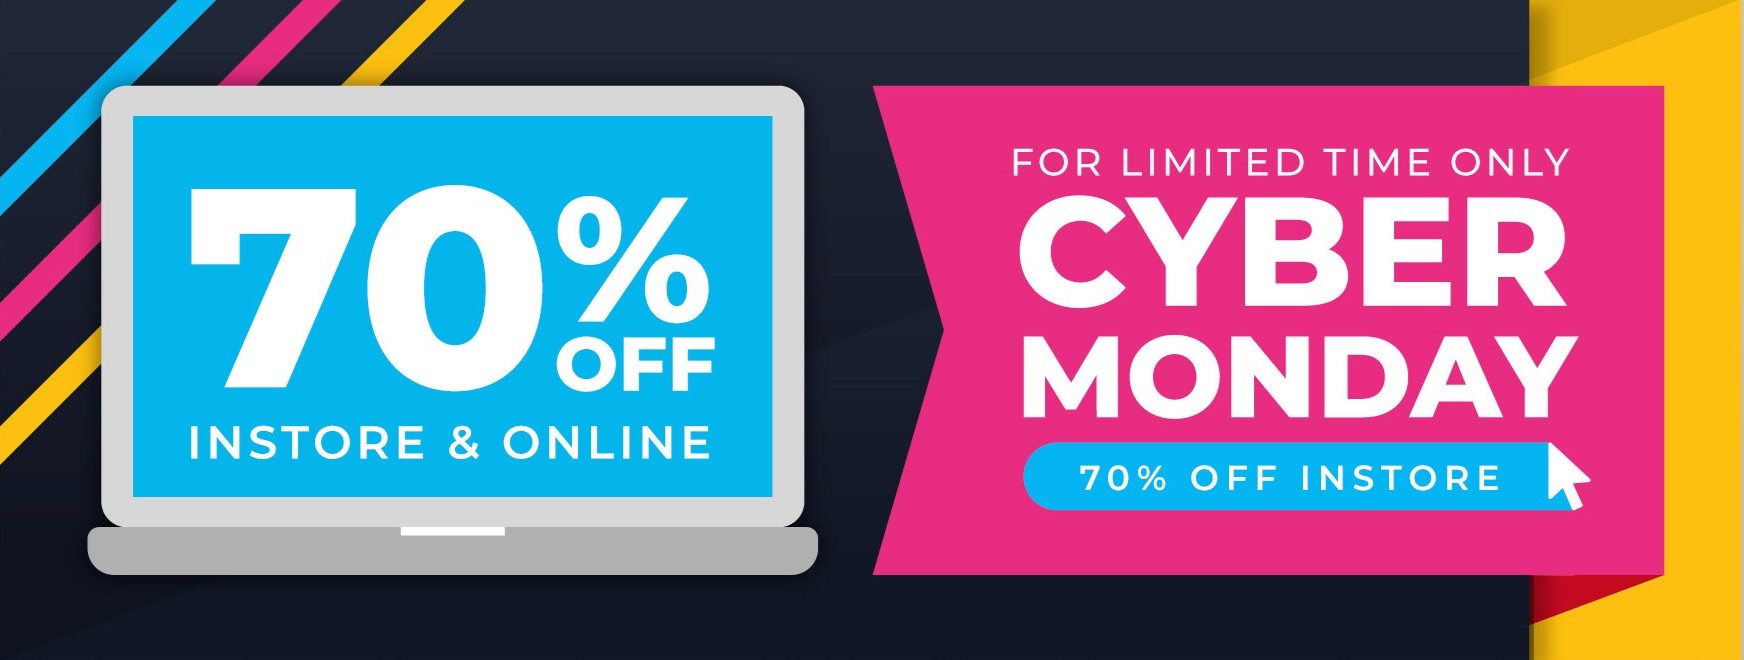 70%
OFF
INSTORE & ONLINE
FOR LIMITED TIME ONLY
CYBER
MONDAY
70% OFF INSTORE